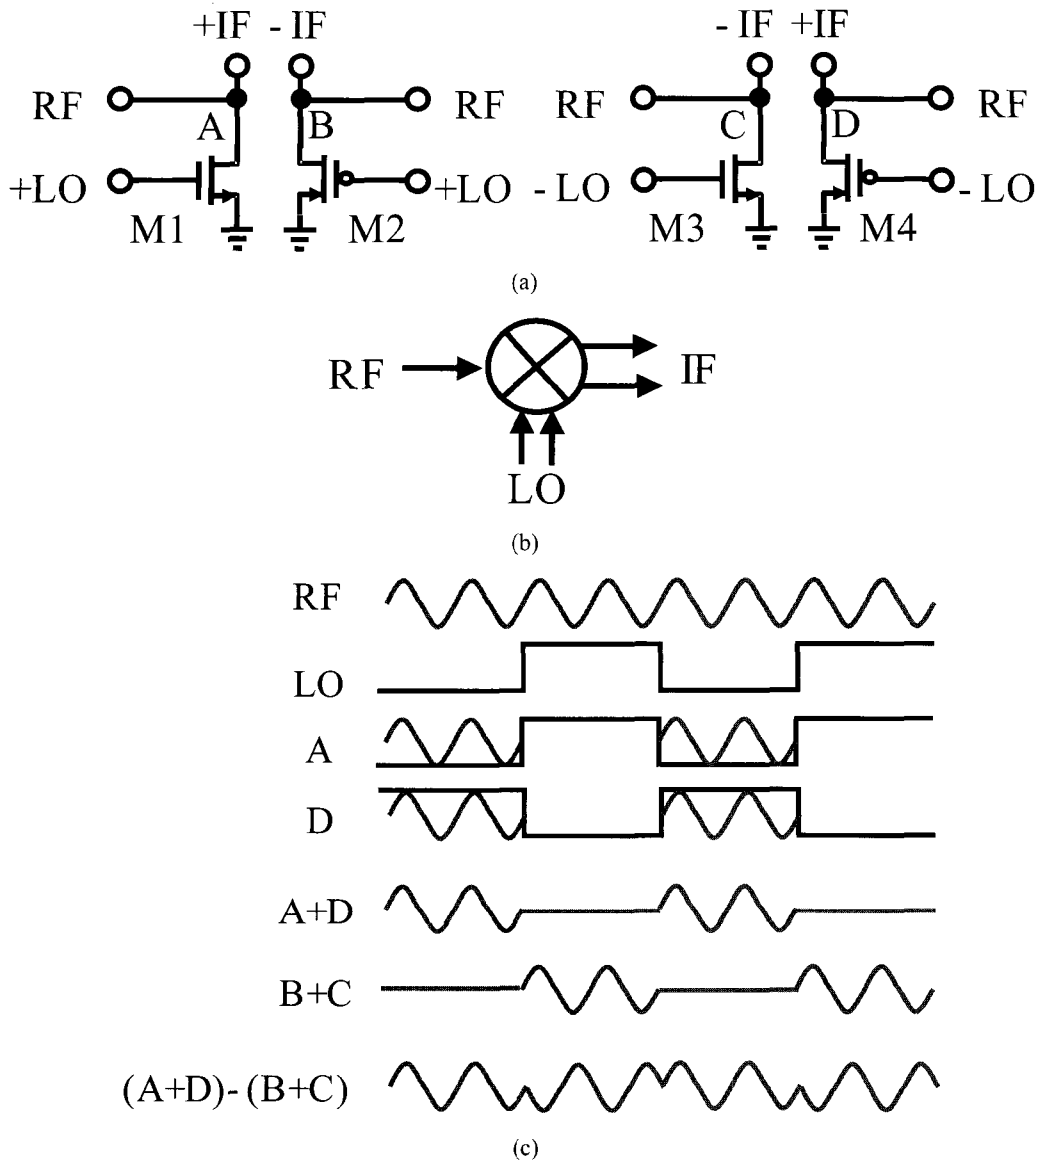 +IF - IF - IF +IF
RF RF RF RF
A B C D
+LO +LO - LO - LO
M1 M2 M3 M4
(a)
RF IF
LO
(b)
RF
LO
A
D
A+D
B+C
(A+D)-(B+C)
(c)